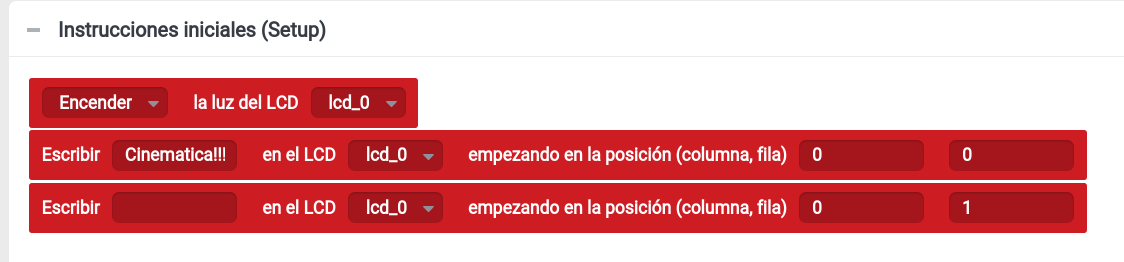 Instrucciones iniciales (Setup)
Encender la luz del LCD lcd_0
Escribir Cinematica!!! en el LCD lcd_0 empezando en la posición (columna, fila) 0 0
Escribir en el LCD lcd_0 empezando en la posición (columna, fila) 0 1